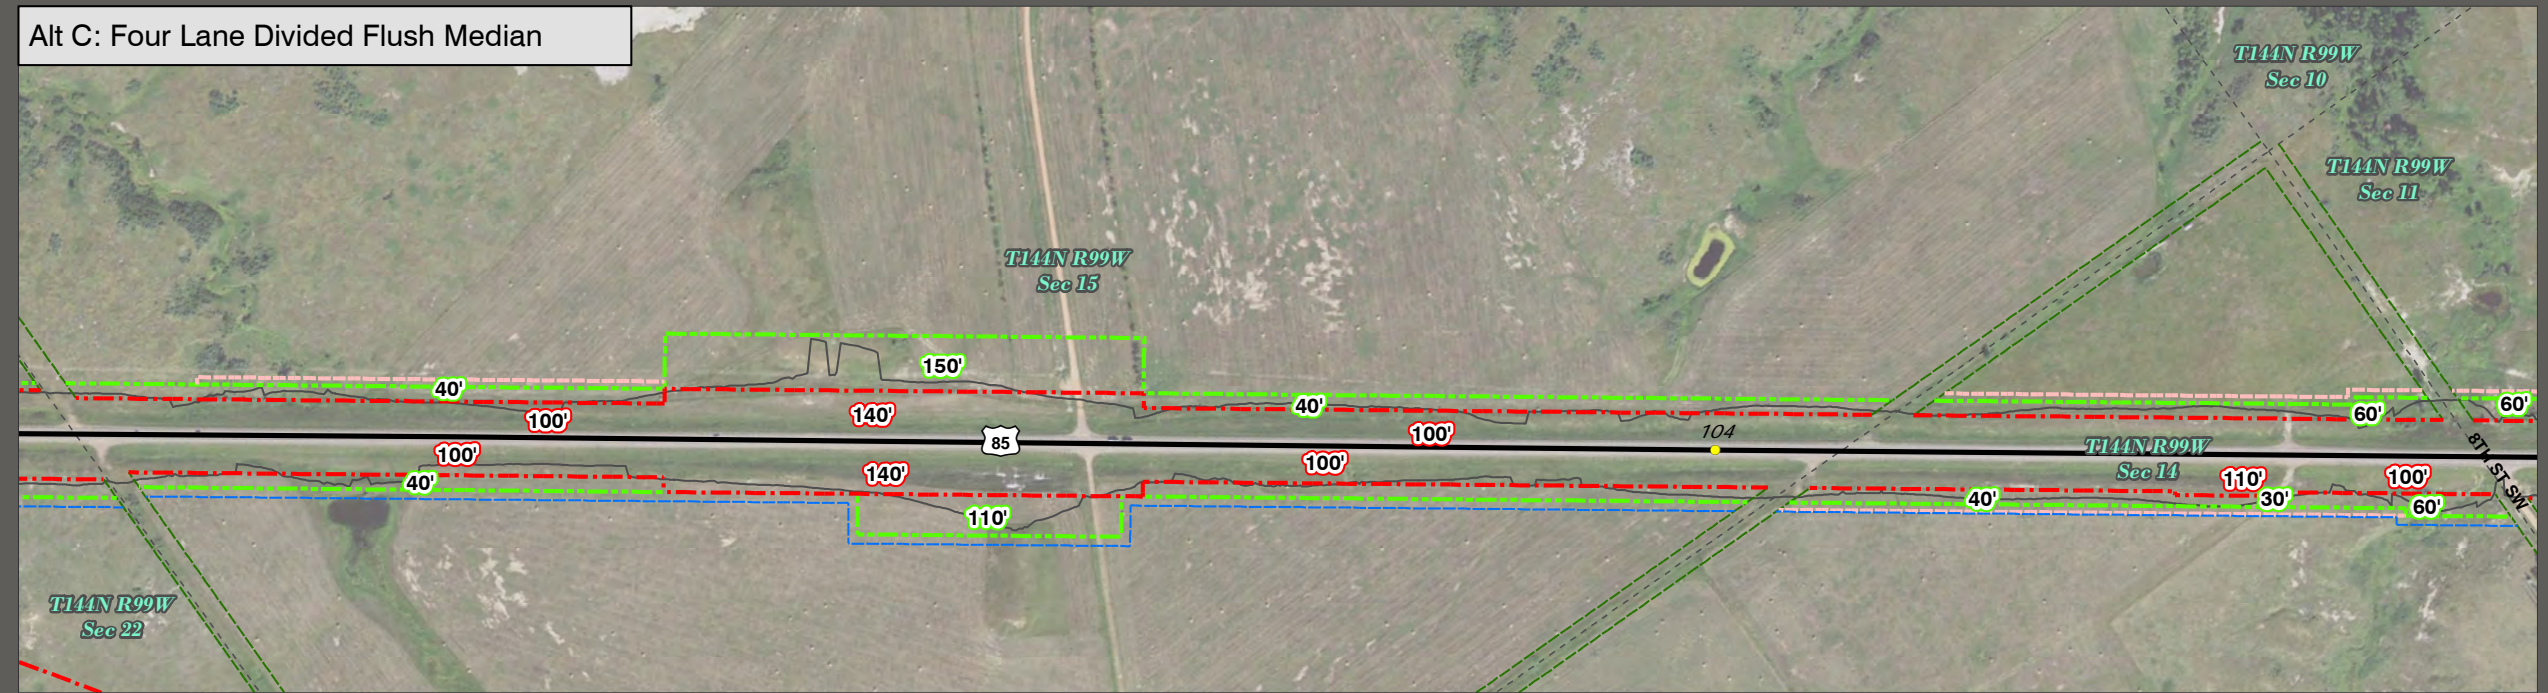 Alt C: Four Lane Divided Flush Median
T144N R99W
Sec 10
T144N R99W
Sec 11
T144N R99W
Sec 15
150'
40'
40'
60'
60'
100'
140'
100'
104
85
T144N R99W
Sec 14
8TH ST SW
100'
140'
100'
110'
100'
40'
110'
40'
30'
60'
T144N R99W
Sec 22